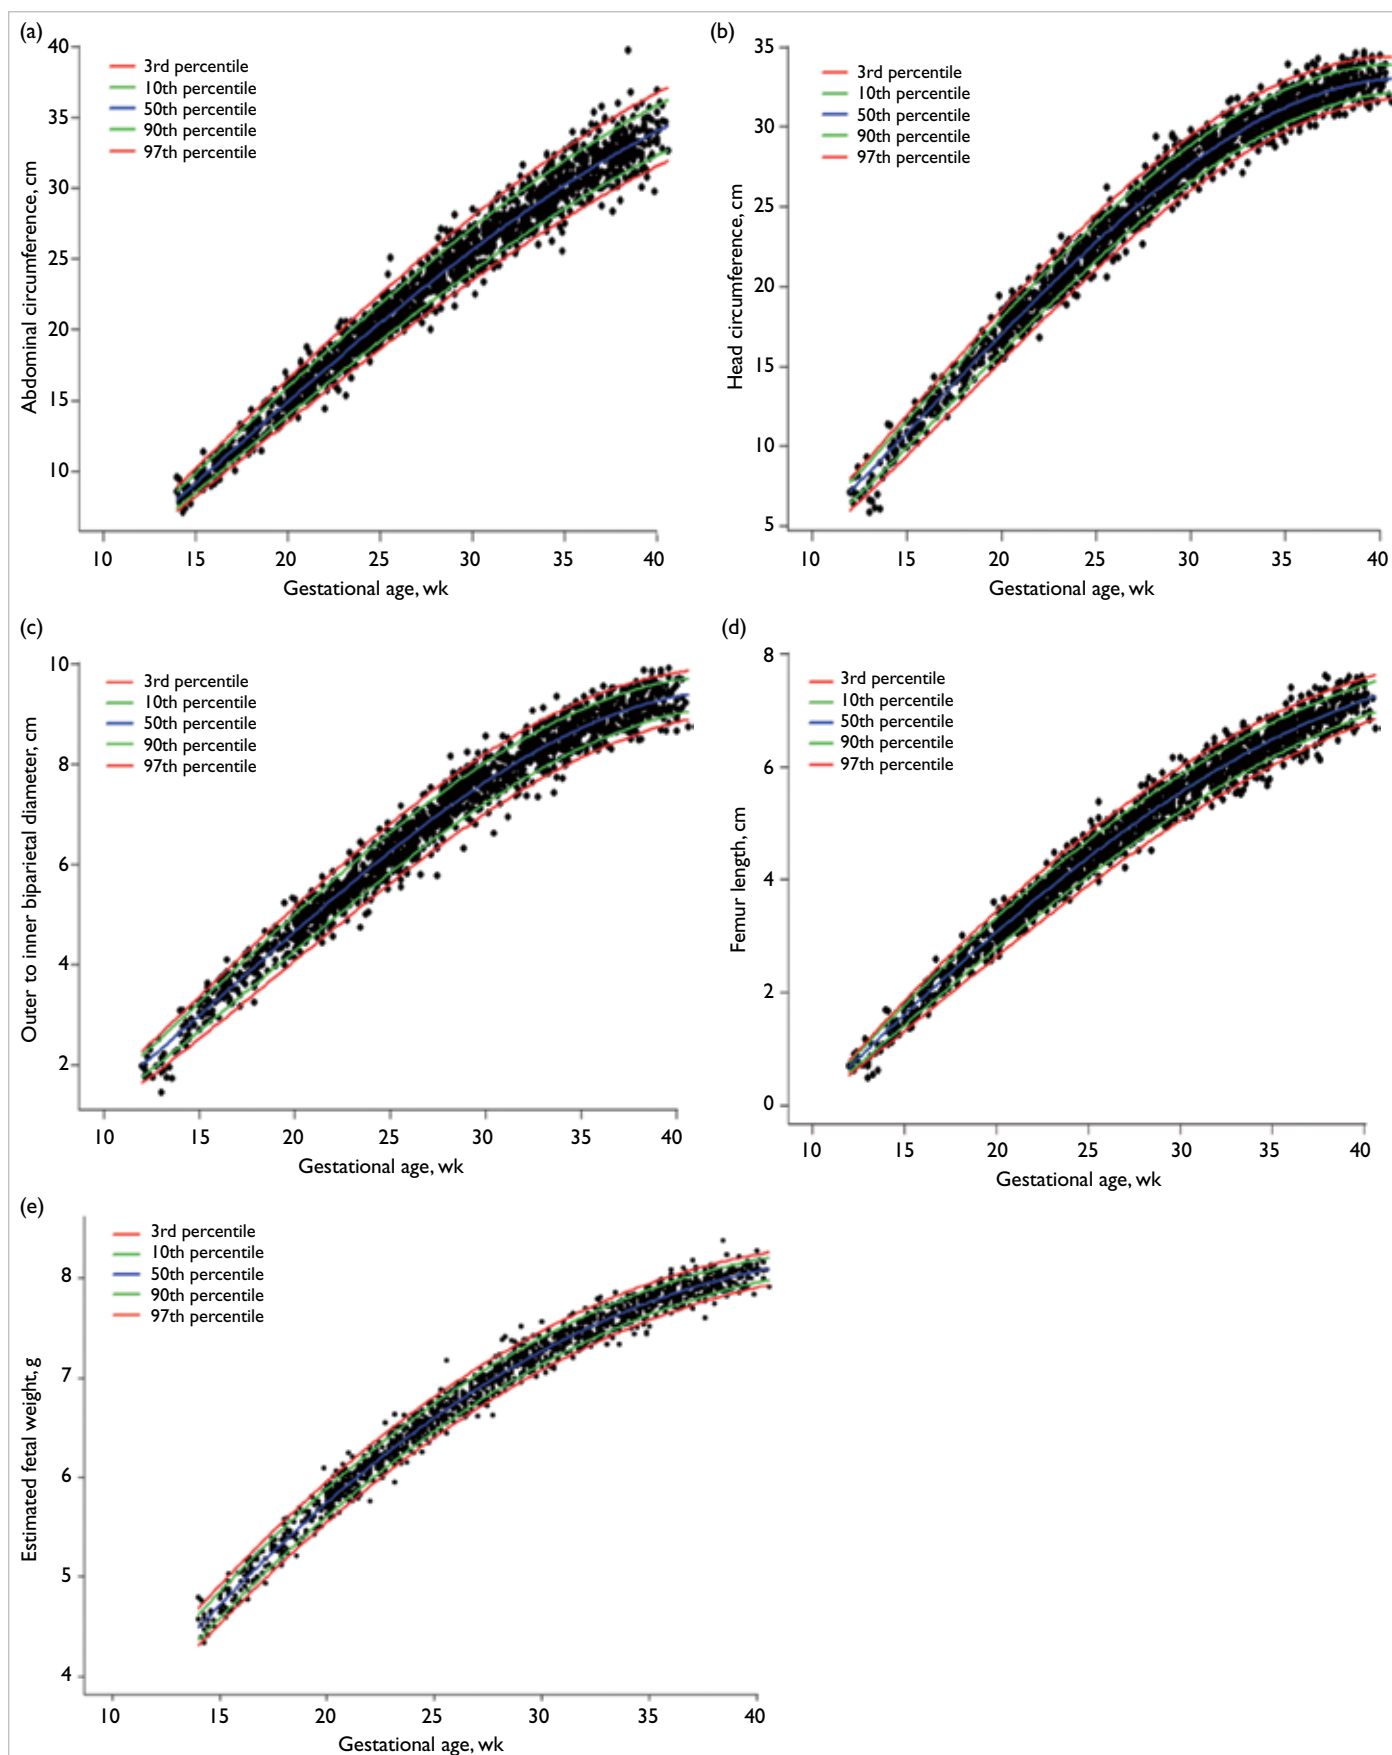 (a)
40
35
30
25
20
15
10
Abdominal circumference, cm
3rd percentile
10th percentile
50th percentile
90th percentile
97th percentile
10 15 20 25 30 35 40
Gestational age, wk
(b)
35
30
25
20
15
10
5
Head circumference, cm
3rd percentile
10th percentile
50th percentile
90th percentile
97th percentile
10 15 20 25 30 35 40
Gestational age, wk
(c)
10
8
6
4
2
Outer to inner biparietal diameter, cm
3rd percentile
10th percentile
50th percentile
90th percentile
97th percentile
10 15 20 25 30 35 40
Gestational age, wk
(d)
8
6
4
2
0
Femur length, cm
3rd percentile
10th percentile
50th percentile
90th percentile
97th percentile
10 15 20 25 30 35 40
Gestational age, wk
(e)
8
7
6
5
4
Estimated fetal weight, g
3rd percentile
10th percentile
50th percentile
90th percentile
97th percentile
10 15 20 25 30 35 40
Gestational age, wk